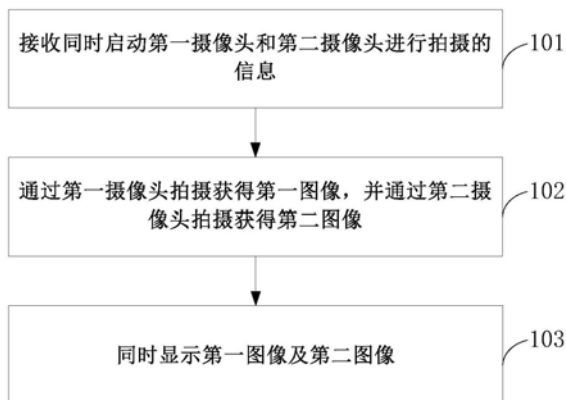 接收同时启动第一摄像头和第二摄像头进行拍摄的
信息
101
通过第一摄像头拍摄获得第一图像，并通过第二摄
像头拍摄获得第二图像
102
同时显示第一图像及第二图像
103